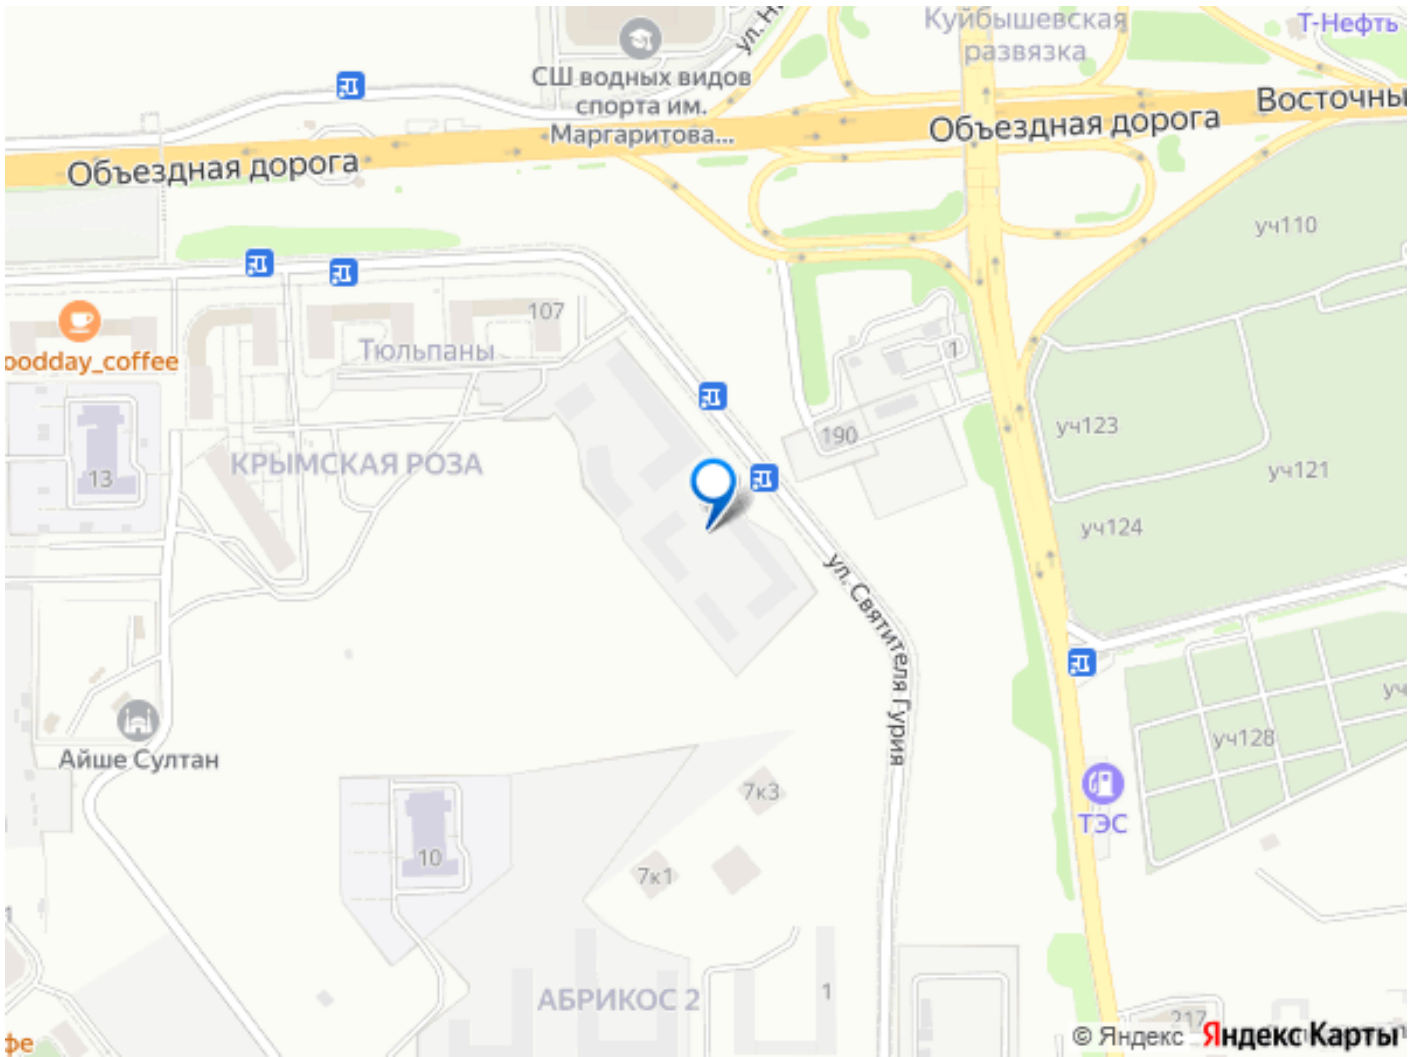 Куйбышевская
развязка
Т-Нефть
СШ водных видов
спорта им.
Маргаритова...
Восточны
Объездная дорога
Объездная дорога
уч110
107
Тюльпаны
oodday_coffee
1
уч123
190
КРЫМСКАЯ РОЗА
13
уч121
уч124
ул. Святителя Гурия
уч128
Айше Султан
7к3
ТЭС
10
7к1
АБРИКОС 2
1
217
фе
© Яндекс Яндекс Карты